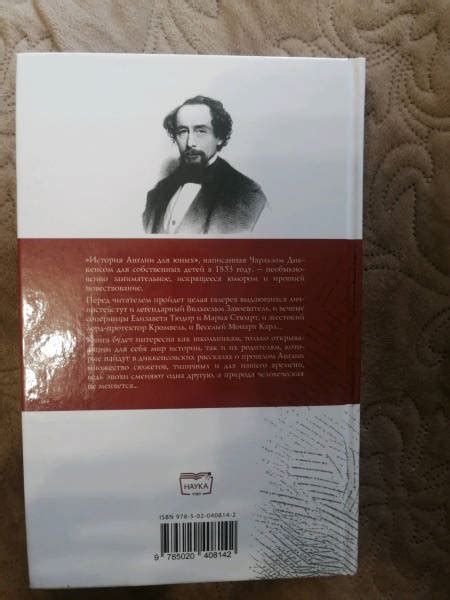 «История Англии для юных», написанная Чарльзом Дик-
кенсом для собственных детей в 1853 году, — необыкно-
венно занимательное, искрящееся юмором и иронией
повествование.
Перед читателем пройдет целая галерея выдающихся лич-
ностей: тут и легендарный Вильгельм Завоеватель, и вечные
соперницы Елизавета Тюдор и Мария Стюарт, и жестокий
лорд-протектор Кромвель, и Веселый Монарх Карл...
Книга будет интересна как школьникам, только открыва-
ющим для себя мир истории, так и их родителям, кото-
рые найдут в диккенсовских рассказах о прошлом Англии
множество сюжетов, типичных и для нашего времени,
ведь эпохи сменяют одна другую, а природа человеческая
не меняется...
НАУКА
ISBN 978-5-02-040814-2
9 785020 408142